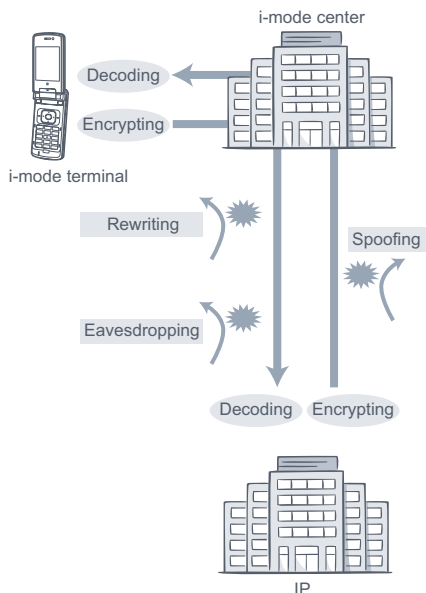 i-mode center
Decoding
Encrypting
i-mode terminal
Rewriting
Spoofing
Eavesdropping
Decoding
Encrypting
IP